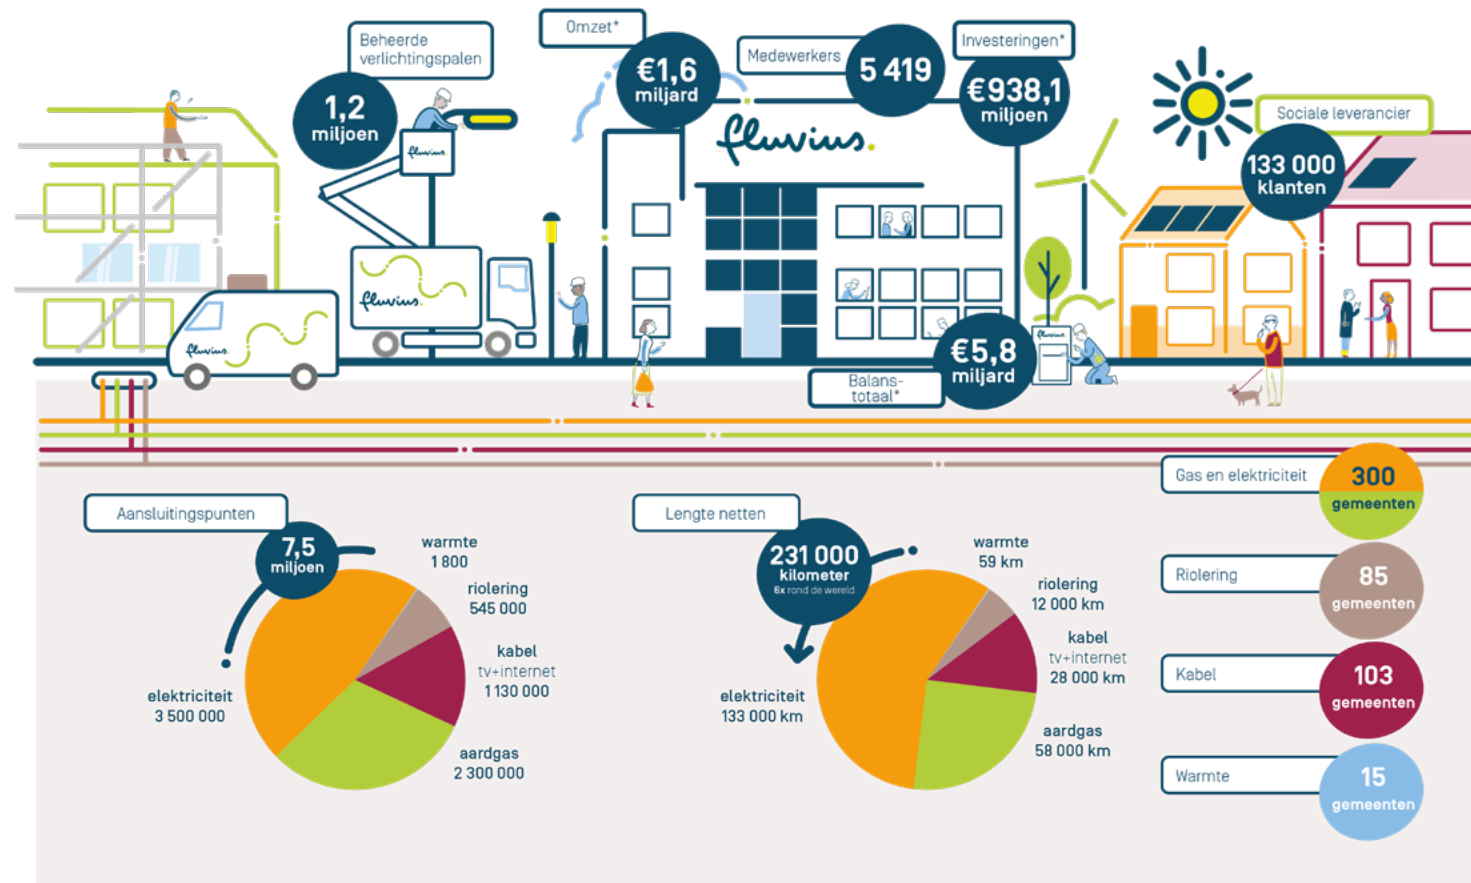 Beheerde
verlichtingspalen
1,2
miljoen
Omzet*
€1,6
miljard
Medewerkers
5 419
Investeringen*
€938,1
miljoen
Sociale leverancier
133 000
klanten
fluvius.
fluvius.
fluvius.
fluvius.
fluvius.
€5,8
miljard
Balans-
totaal*
Aansluitingspunten
7,5
miljoen
warmte
1 800
riolering
545 000
kabel
tv+internet
1 130 000
elektriciteit
3 500 000
aardgas
2 300 000
Lengte netten
231 000
kilometer
6x rond de wereld
warmte
59 km
riolering
12 000 km
kabel
tv+internet
28 000 km
elektriciteit
133 000 km
aardgas
58 000 km
Gas en elektriciteit
300
gemeenten
Riolering
85
gemeenten
Kabel
103
gemeenten
Warmte
15
gemeenten